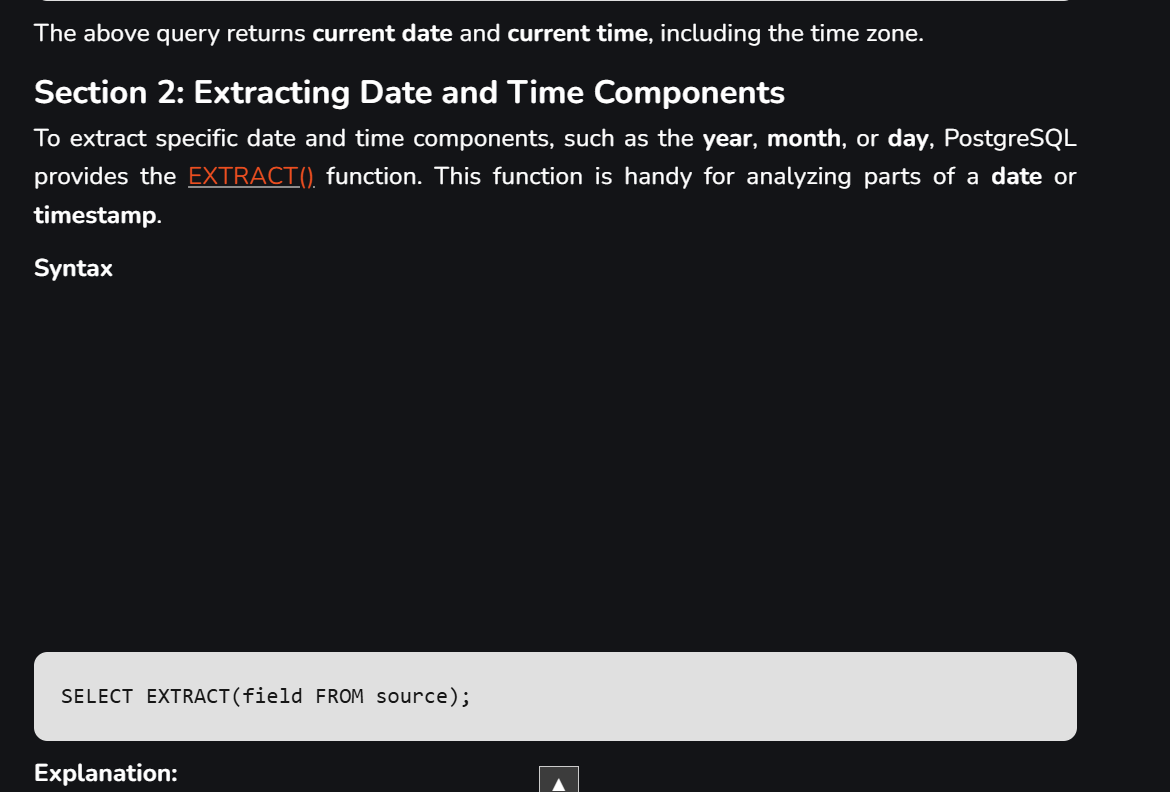 The above query returns current date and current time, including the time zone.
Section 2: Extracting Date and Time Components
To extract specific date and time components, such as the year, month, or day, PostgreSQL
provides the EXTRACT() function. This function is handy for analyzing parts of a date or
timestamp.
Syntax
SELECT EXTRACT(field FROM source);
Explanation: